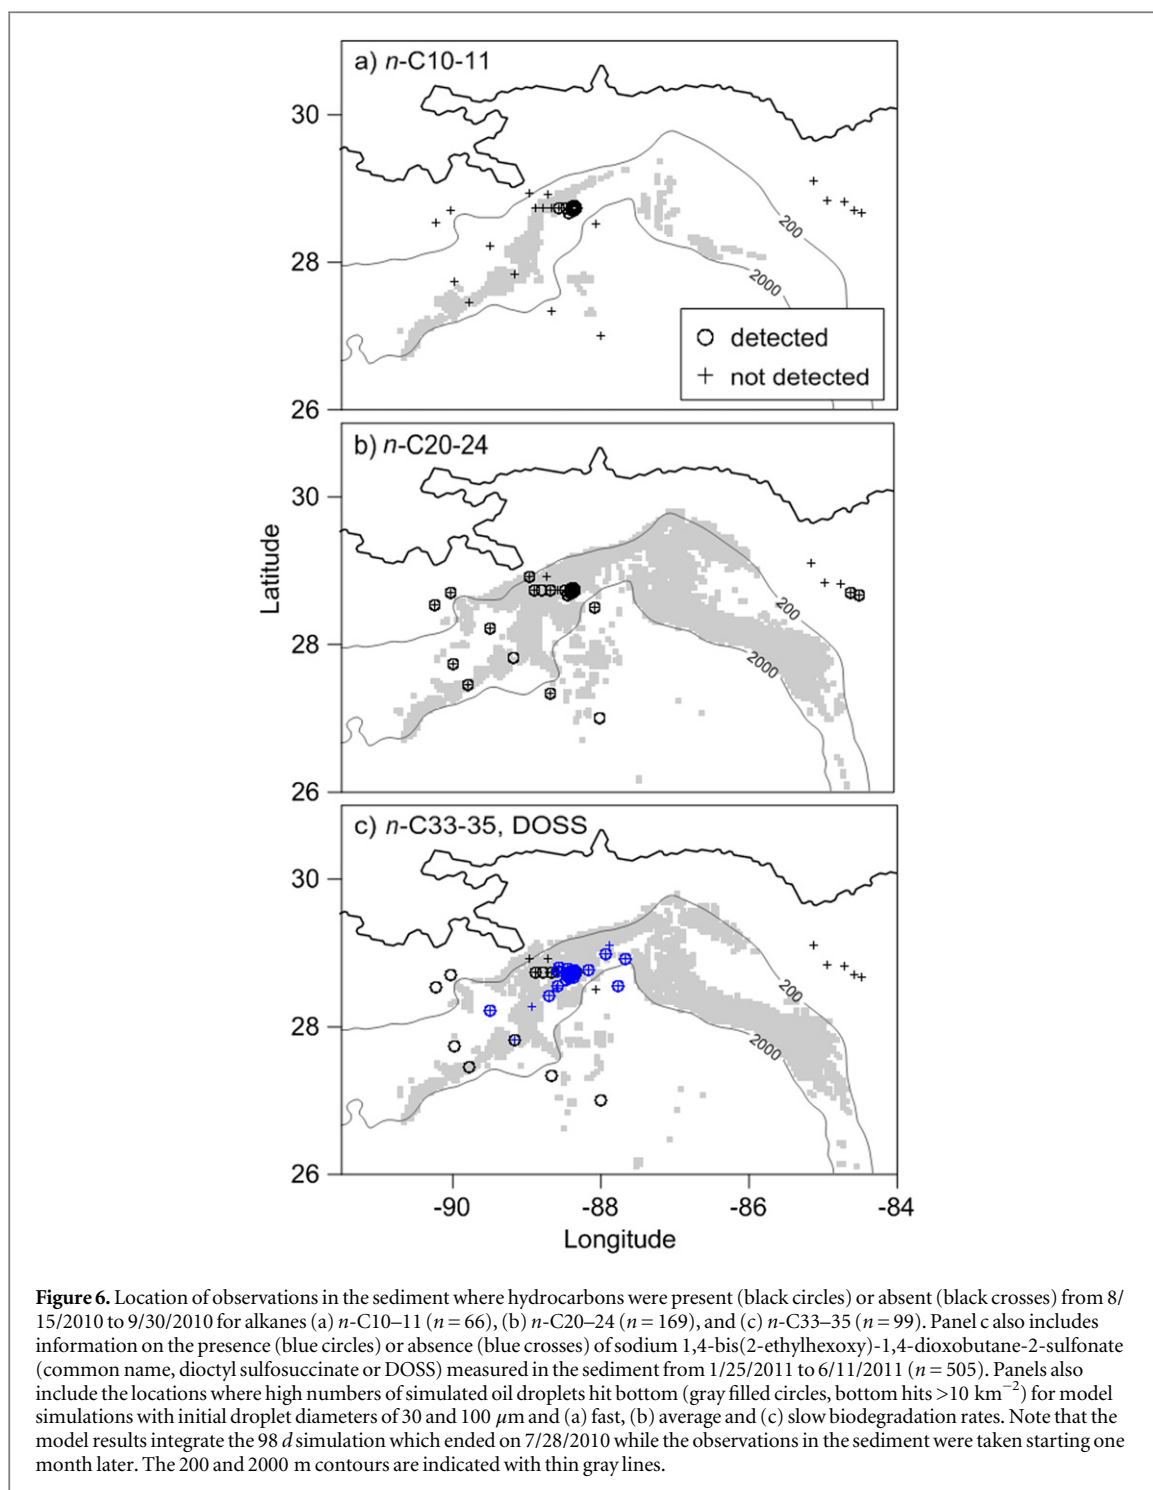 a) n-C10-11
30
28
26
200
2000
detected
not detected
b) n-C20-24
30
28
26
200
2000
Latitude
c) n-C33-35, DOSS
30
28
26
200
2000
-90
-88
-86
-84
Longitude
Figure 6. Location of observations in the sediment where hydrocarbons were present (black circles) or absent (black crosses) from 8/
15/2010 to 9/30/2010 for alkanes (a) n-C10–11 (n = 66), (b) n-C20–24 (n = 169), and (c) n-C33–35 (n = 99). Panel c also includes
information on the presence (blue circles) or absence (blue crosses) of sodium 1,4-bis(2-ethylhexoxy)-1,4-dioxobutane-2-sulfonate
(common name, dioctyl sulfosuccinate or DOSS) measured in the sediment from 1/25/2011 to 6/11/2011 (n = 505). Panels also
include the locations where high numbers of simulated oil droplets hit bottom (gray filled circles, bottom hits >10 km⁻²) for model
simulations with initial droplet diameters of 30 and 100 μm and (a) fast, (b) average and (c) slow biodegradation rates. Note that the
model results integrate the 98 d simulation which ended on 7/28/2010 while the observations in the sediment were taken starting one
month later. The 200 and 2000 m contours are indicated with thin gray lines.